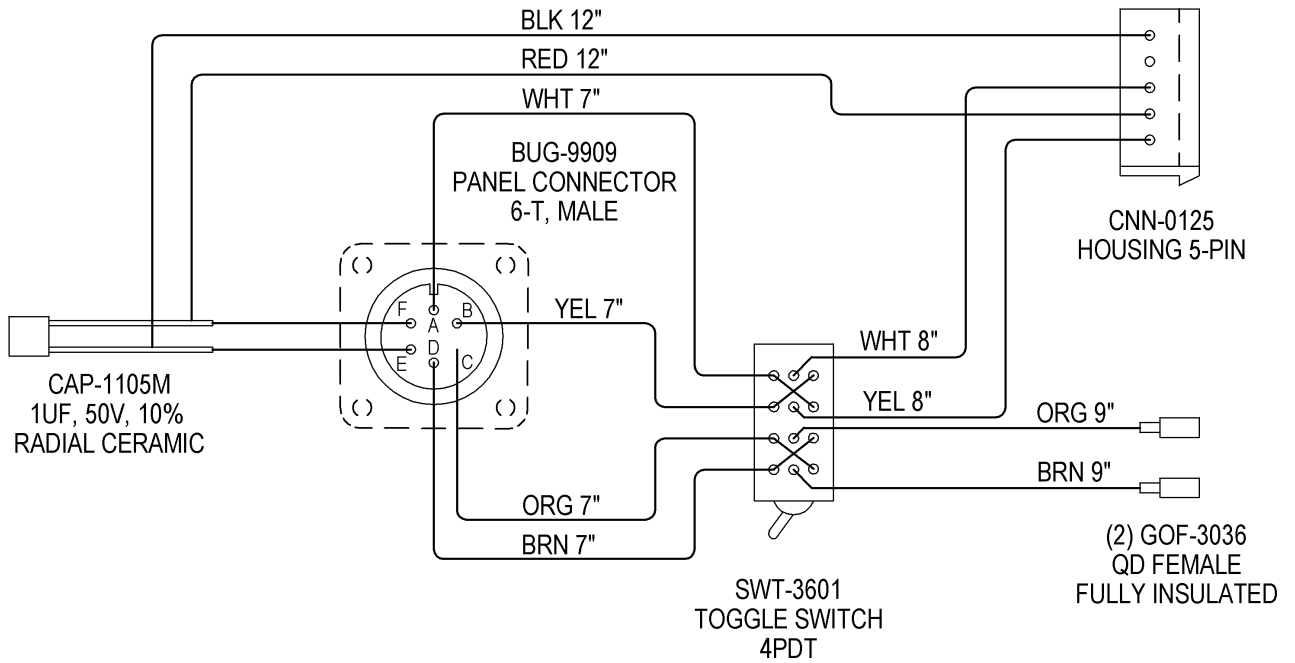 BLK 12"
RED 12"
WHT 7"
BUG-9909
PANEL CONNECTOR
6-T, MALE
CNN-0125
HOUSING 5-PIN
F
A
B
E
D
C
YEL 7"
CAP-1105M
1UF, 50V, 10%
RADIAL CERAMIC
WHT 8"
YEL 8"
ORG 9"
BRN 9"
ORG 7"
BRN 7"
(2) GOF-3036
QD FEMALE
FULLY INSULATED
SWT-3601
TOGGLE SWITCH
4PDT